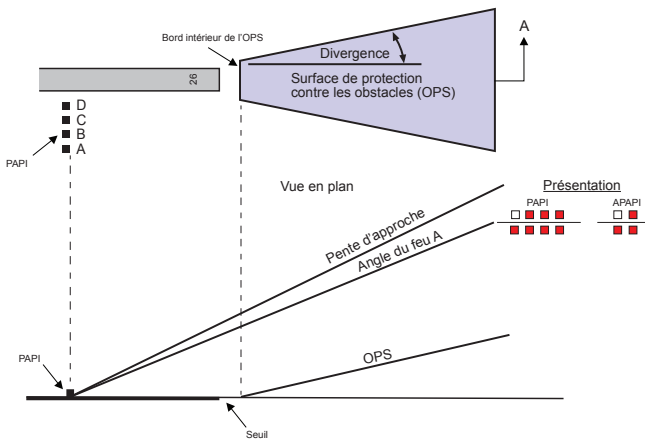 Bord intérieur de l'OPS
A
Divergence
26
Surface de protection
contre les obstacles (OPS)
D
C
B
A
PAPI
Vue en plan
Présentation
PAPI
APAPI
Pente d'approche
Angle du feu A
OPS
PAPI
Seuil